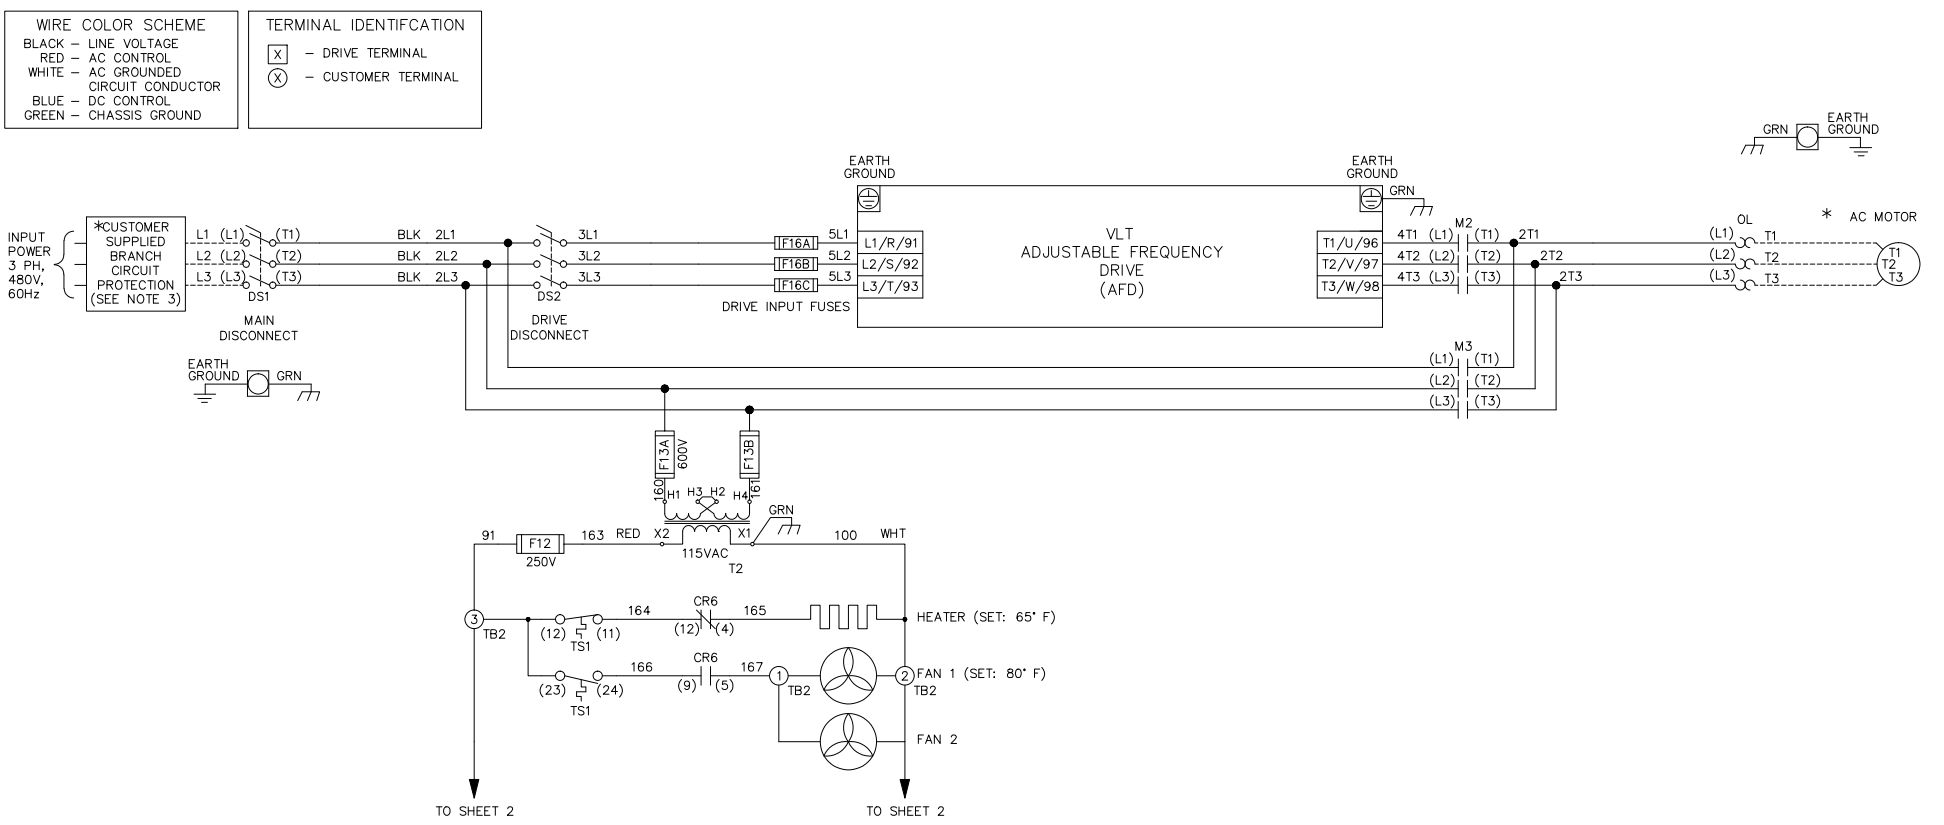 WIRE COLOR SCHEME
BLACK – LINE VOLTAGE
RED – AC CONTROL
WHITE – AC GROUNDED
CIRCUIT CONDUCTOR
BLUE – DC CONTROL
GREEN – CHASSIS GROUND
TERMINAL IDENTIFCATION
X – DRIVE TERMINAL
X – CUSTOMER TERMINAL
GRN
EARTH
GROUND
INPUT
POWER
3 PH,
480V,
60Hz
*CUSTOMER
SUPPLIED
BRANCH
CIRCUIT
PROTECTION
(SEE NOTE 3)
L1 (L1) (T1) BLK 2L1 3L1 F16A 5L1 L1/R/91
L2 (L2) (T2) BLK 2L2 3L2 F16B 5L2 L2/S/92
L3 (L3) (T3) BLK 2L3 3L3 F16C 5L3 L3/T/93
DS1
MAIN
DISCONNECT
DS2
DRIVE
DISCONNECT
DRIVE INPUT FUSES
EARTH
GROUND
VLT
ADJUSTABLE FREQUENCY
DRIVE
(AFD)
EARTH
GROUND
GRN
M2
T1/U/96 4T1 (L1) (T1) 2T1
T2/V/97 4T2 (L2) (T2) 2T2
T3/W/98 4T3 (L3) (T3) 2T3
OL
(L1) T1
(L2) T2
(L3) T3
* AC MOTOR
T1
T2
T3
EARTH
GROUND GRN
M3
(L1) (T1)
(L2) (T2)
(L3) (T3)
F13A
600V
F13B
160
161
H1 H3 H2 H4
GRN
91 F12 163 RED X2 X1 100 WHT
250V
115VAC
T2
3
TB2
(12) (11)
TS1
164
CR6
(12) (4)
165
HEATER (SET: 65° F)
(23) (24)
TS1
166
CR6
(9) (5)
167
1
TB2
2
TB2
FAN 1 (SET: 80° F)
FAN 2
TO SHEET 2
TO SHEET 2